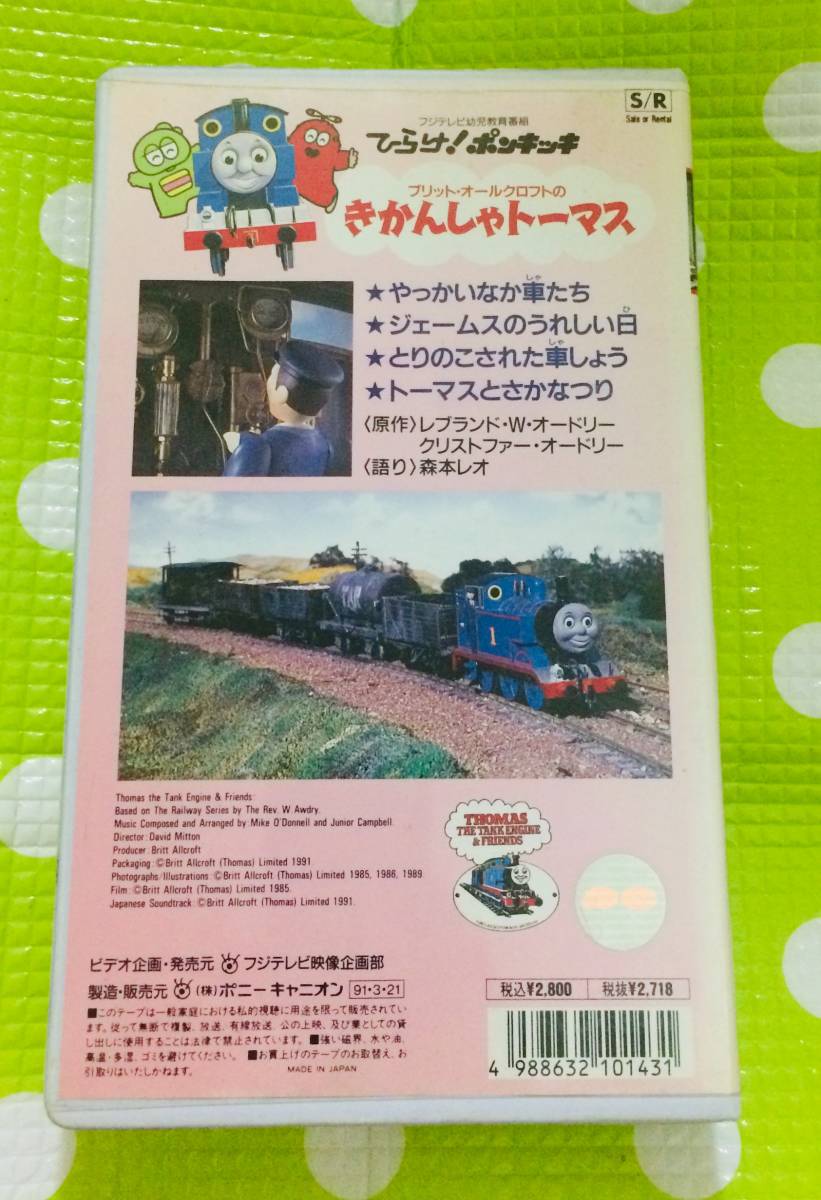 S/R
Sale or Rental
フジテレビ幼児教育番組
ひらけ!ポンキッキ
ブリット・オールクロフトの
きかんしゃトーマス
★やっかいなか車たち
しゃ
★ジェームスのうれしい日
ひ
★とりのこされた車しょう
しゃ
★トーマスとさかなつり
〈原作〉レブランド・W・オードリー
クリストファー・オードリー
〈語り〉森本レオ
1
Thomas the Tank Engine & Friends:
Based on The Railway Series by The Rev. W. Awdry.
Music Composed and Arranged by :Mike O'Donnell and Junior Campbell.
Director: David Mitton
Producer: Britt Allcroft
Packaging: ©Britt Allcroft (Thomas) Limited 1991.
Photographs/Illustrations: ©Britt Allcroft (Thomas) Limited 1985, 1986, 1989.
Film: ©Britt Allcroft (Thomas) Limited 1985.
Japanese Soundtrack: ©Britt Allcroft (Thomas) Limited 1991.
THOMAS
THE TANK ENGINE
& FRIENDS
ビデオ企画・発売元 フジテレビ映像企画部
製造・販売元 (株)ポニーキャニオン 91・3・21
■このテープは一般家庭における私的視聴に用途を限って販売されてい
ます。従って無断で複製、放送、有線放送、公の上映、及び業としての貸
し出しに使用することは法律で禁止されています。■強い磁界、水や油、
高温・多湿、ゴミを避けてください。■お買上げのテープのお取替え、お
引取りはいたしかねます。
MADE IN JAPAN
税込¥2,800 税抜¥2,718
4 988632 101431